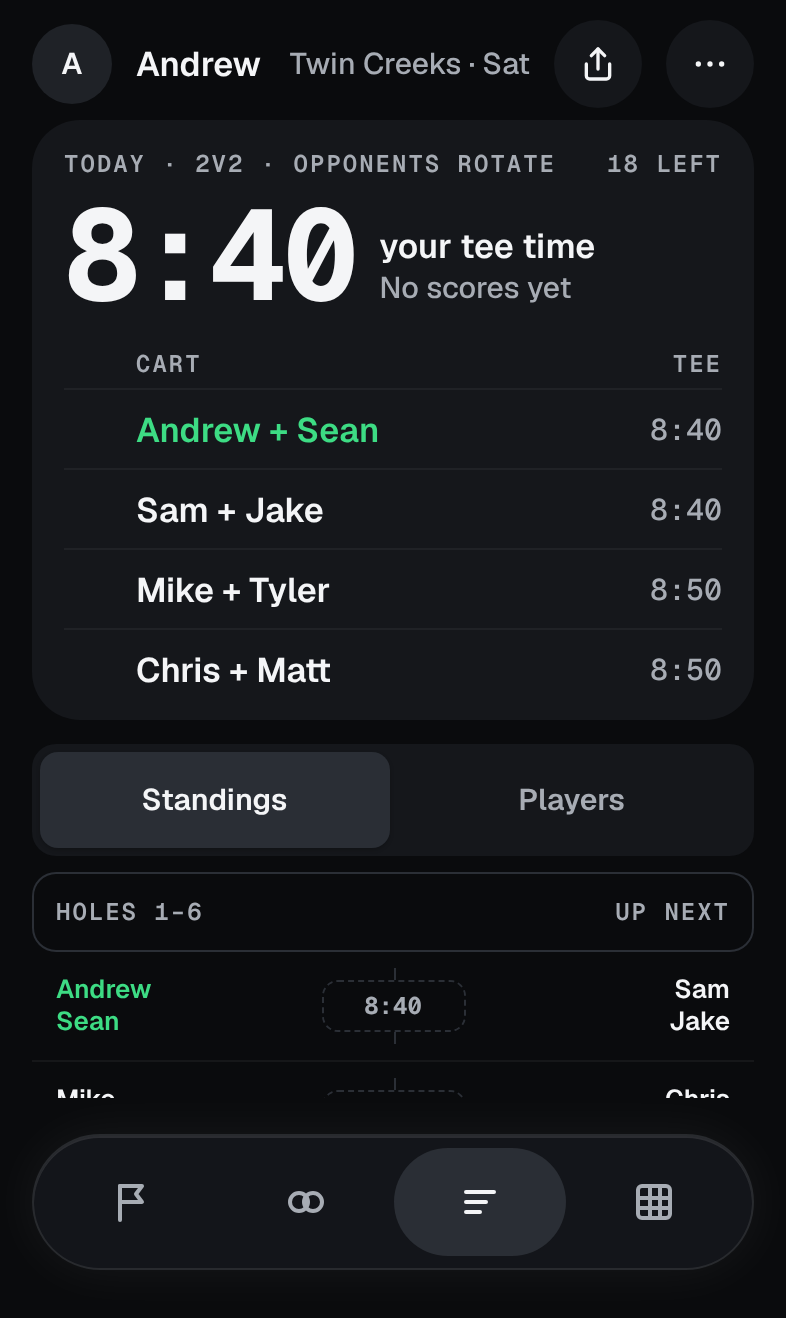 A Andrew Twin Creeks · Sat
TODAY · 2V2 · OPPONENTS ROTATE 18 LEFT
8:40 your tee time
No scores yet
CART TEE
Andrew + Sean 8:40
Sam + Jake 8:40
Mike + Tyler 8:50
Chris + Matt 8:50
Standings Players
HOLES 1–6 UP NEXT
Andrew 8:40 Sam
Sean Jake
Mike Chris